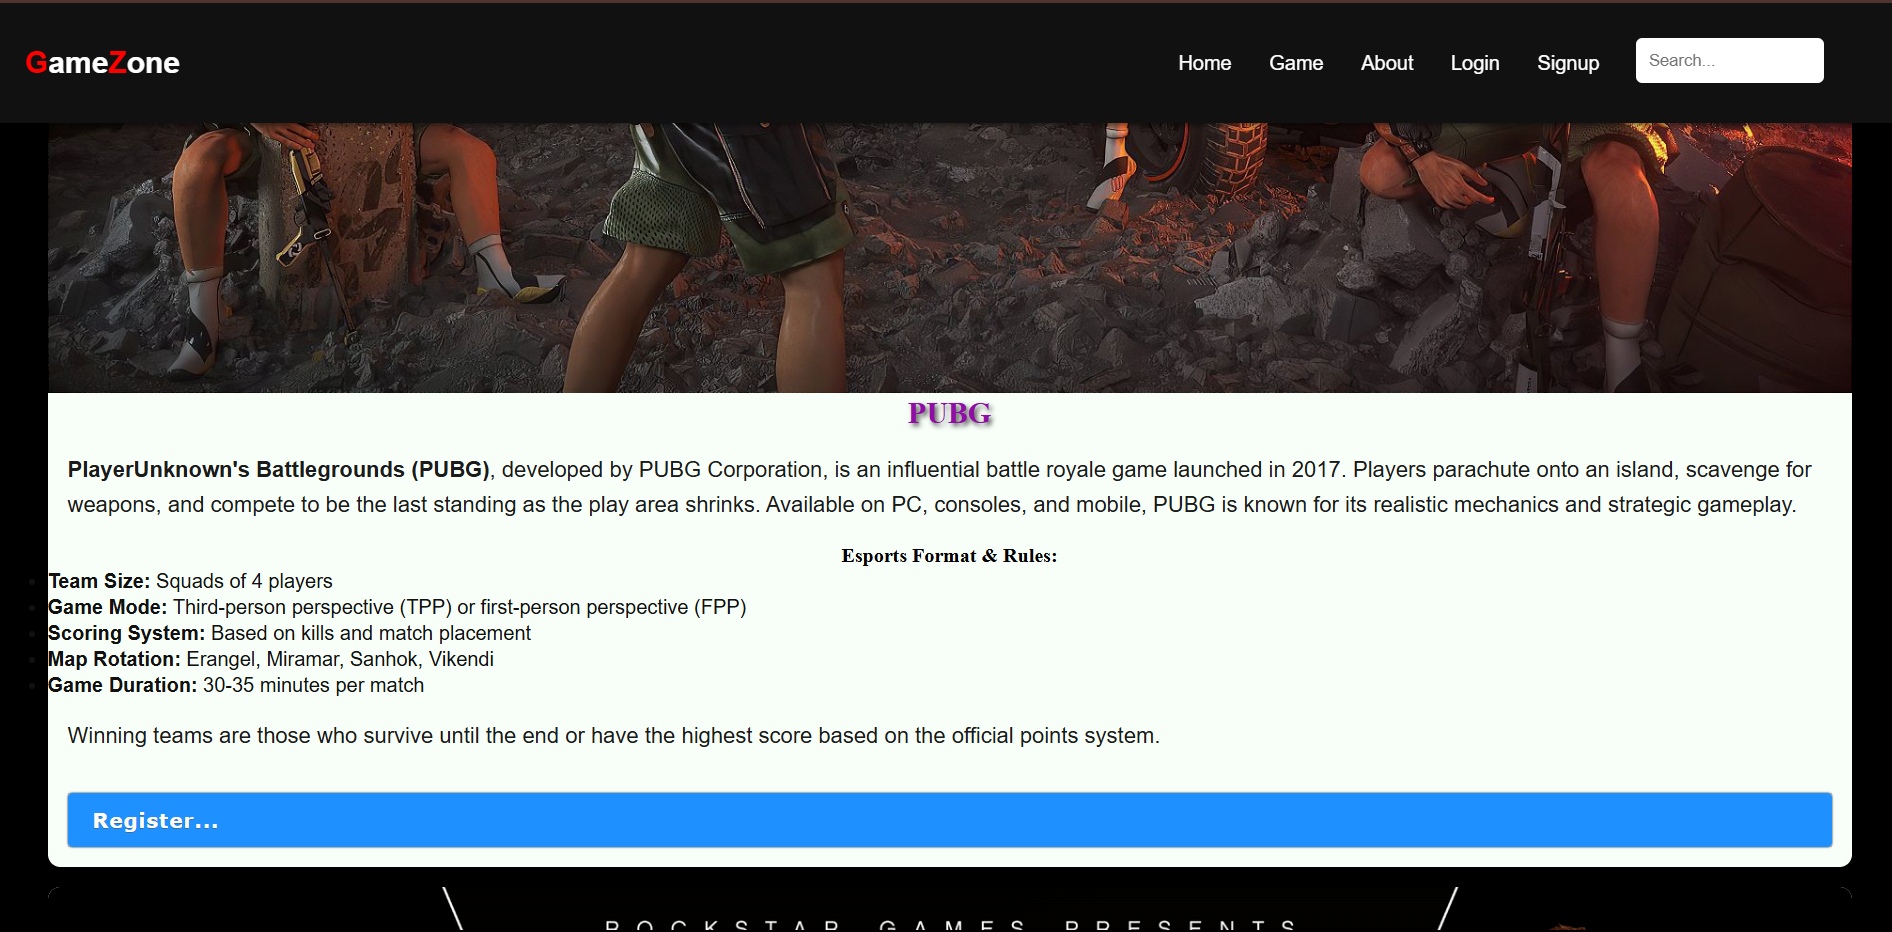 GameZone
Home Game About Login Signup Search...
PUBG
PlayerUnknown's Battlegrounds (PUBG), developed by PUBG Corporation, is an influential battle royale game launched in 2017. Players parachute onto an island, scavenge for
weapons, and compete to be the last standing as the play area shrinks. Available on PC, consoles, and mobile, PUBG is known for its realistic mechanics and strategic gameplay.
Esports Format & Rules:
Team Size: Squads of 4 players
Game Mode: Third-person perspective (TPP) or first-person perspective (FPP)
Scoring System: Based on kills and match placement
Map Rotation: Erangel, Miramar, Sanhok, Vikendi
Game Duration: 30-35 minutes per match
Winning teams are those who survive until the end or have the highest score based on the official points system.
Register...
ROCKSTAR GAMES PRESENTS